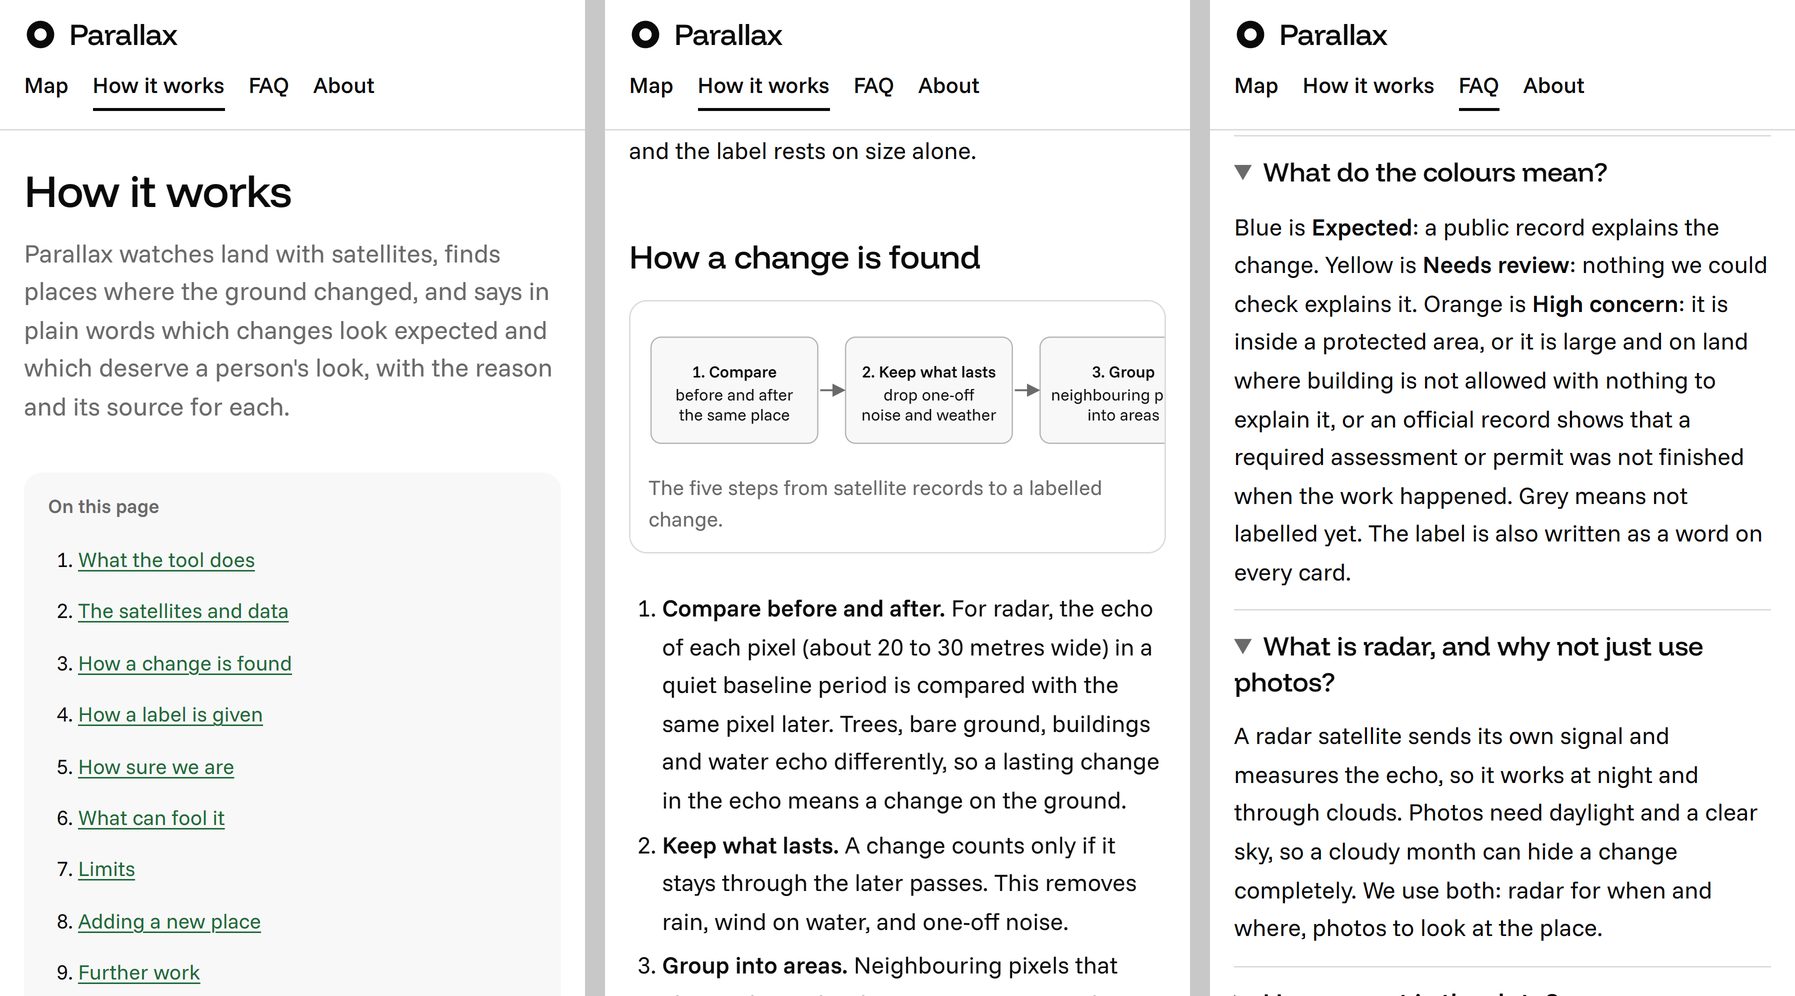 Parallax
Map How it works FAQ About
How it works
Parallax watches land with satellites, finds
places where the ground changed, and says in
plain words which changes look expected and
which deserve a person's look, with the reason
and its source for each.
On this page
1. What the tool does
2. The satellites and data
3. How a change is found
4. How a label is given
5. How sure we are
6. What can fool it
7. Limits
8. Adding a new place
9. Further work
Parallax
Map How it works FAQ About
and the label rests on size alone.
How a change is found
1. Compare
before and after
the same place
2. Keep what lasts
drop one-off
noise and weather
3. Group
neighbouring p
into areas
The five steps from satellite records to a labelled
change.
1. Compare before and after. For radar, the echo
of each pixel (about 20 to 30 metres wide) in a
quiet baseline period is compared with the
same pixel later. Trees, bare ground, buildings
and water echo differently, so a lasting change
in the echo means a change on the ground.
2. Keep what lasts. A change counts only if it
stays through the later passes. This removes
rain, wind on water, and one-off noise.
3. Group into areas. Neighbouring pixels that
Parallax
Map How it works FAQ About
▼ What do the colours mean?
Blue is Expected: a public record explains the
change. Yellow is Needs review: nothing we could
check explains it. Orange is High concern: it is
inside a protected area, or it is large and on land
where building is not allowed with nothing to
explain it, or an official record shows that a
required assessment or permit was not finished
when the work happened. Grey means not
labelled yet. The label is also written as a word on
every card.
▼ What is radar, and why not just use
photos?
A radar satellite sends its own signal and
measures the echo, so it works at night and
through clouds. Photos need daylight and a clear
sky, so a cloudy month can hide a change
completely. We use both: radar for when and
where, photos to look at the place.